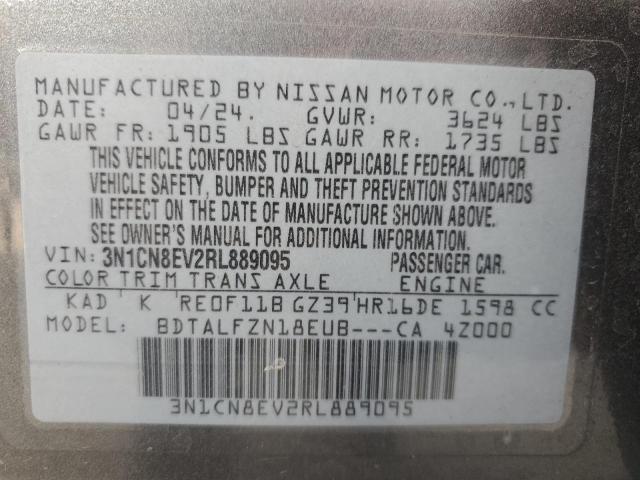 MANUFACTURED BY NISSAN MOTOR CO., LTD.
DATE: 04/24. GVWR: 3624 LBS
GAWR FR: 1905 LBS GAWR RR: 1735 LBS
THIS VEHICLE CONFORMS TO ALL APPLICABLE FEDERAL MOTOR
VEHICLE SAFETY, BUMPER AND THEFT PREVENTION STANDARDS
IN EFFECT ON THE DATE OF MANUFACTURE SHOWN ABOVE.
SEE OWNER'S MANUAL FOR ADDITIONAL INFORMATION.
VIN: 3N1CN8EV2RL889095 PASSENGER CAR.
COLOR TRIM TRANS AXLE ENGINE
KAD K RE0F11B GZ39 HR16DE 1598 CC
MODEL: BDTALFZN18EUB---CA 4Z000
3N1CN8EV2RL889095